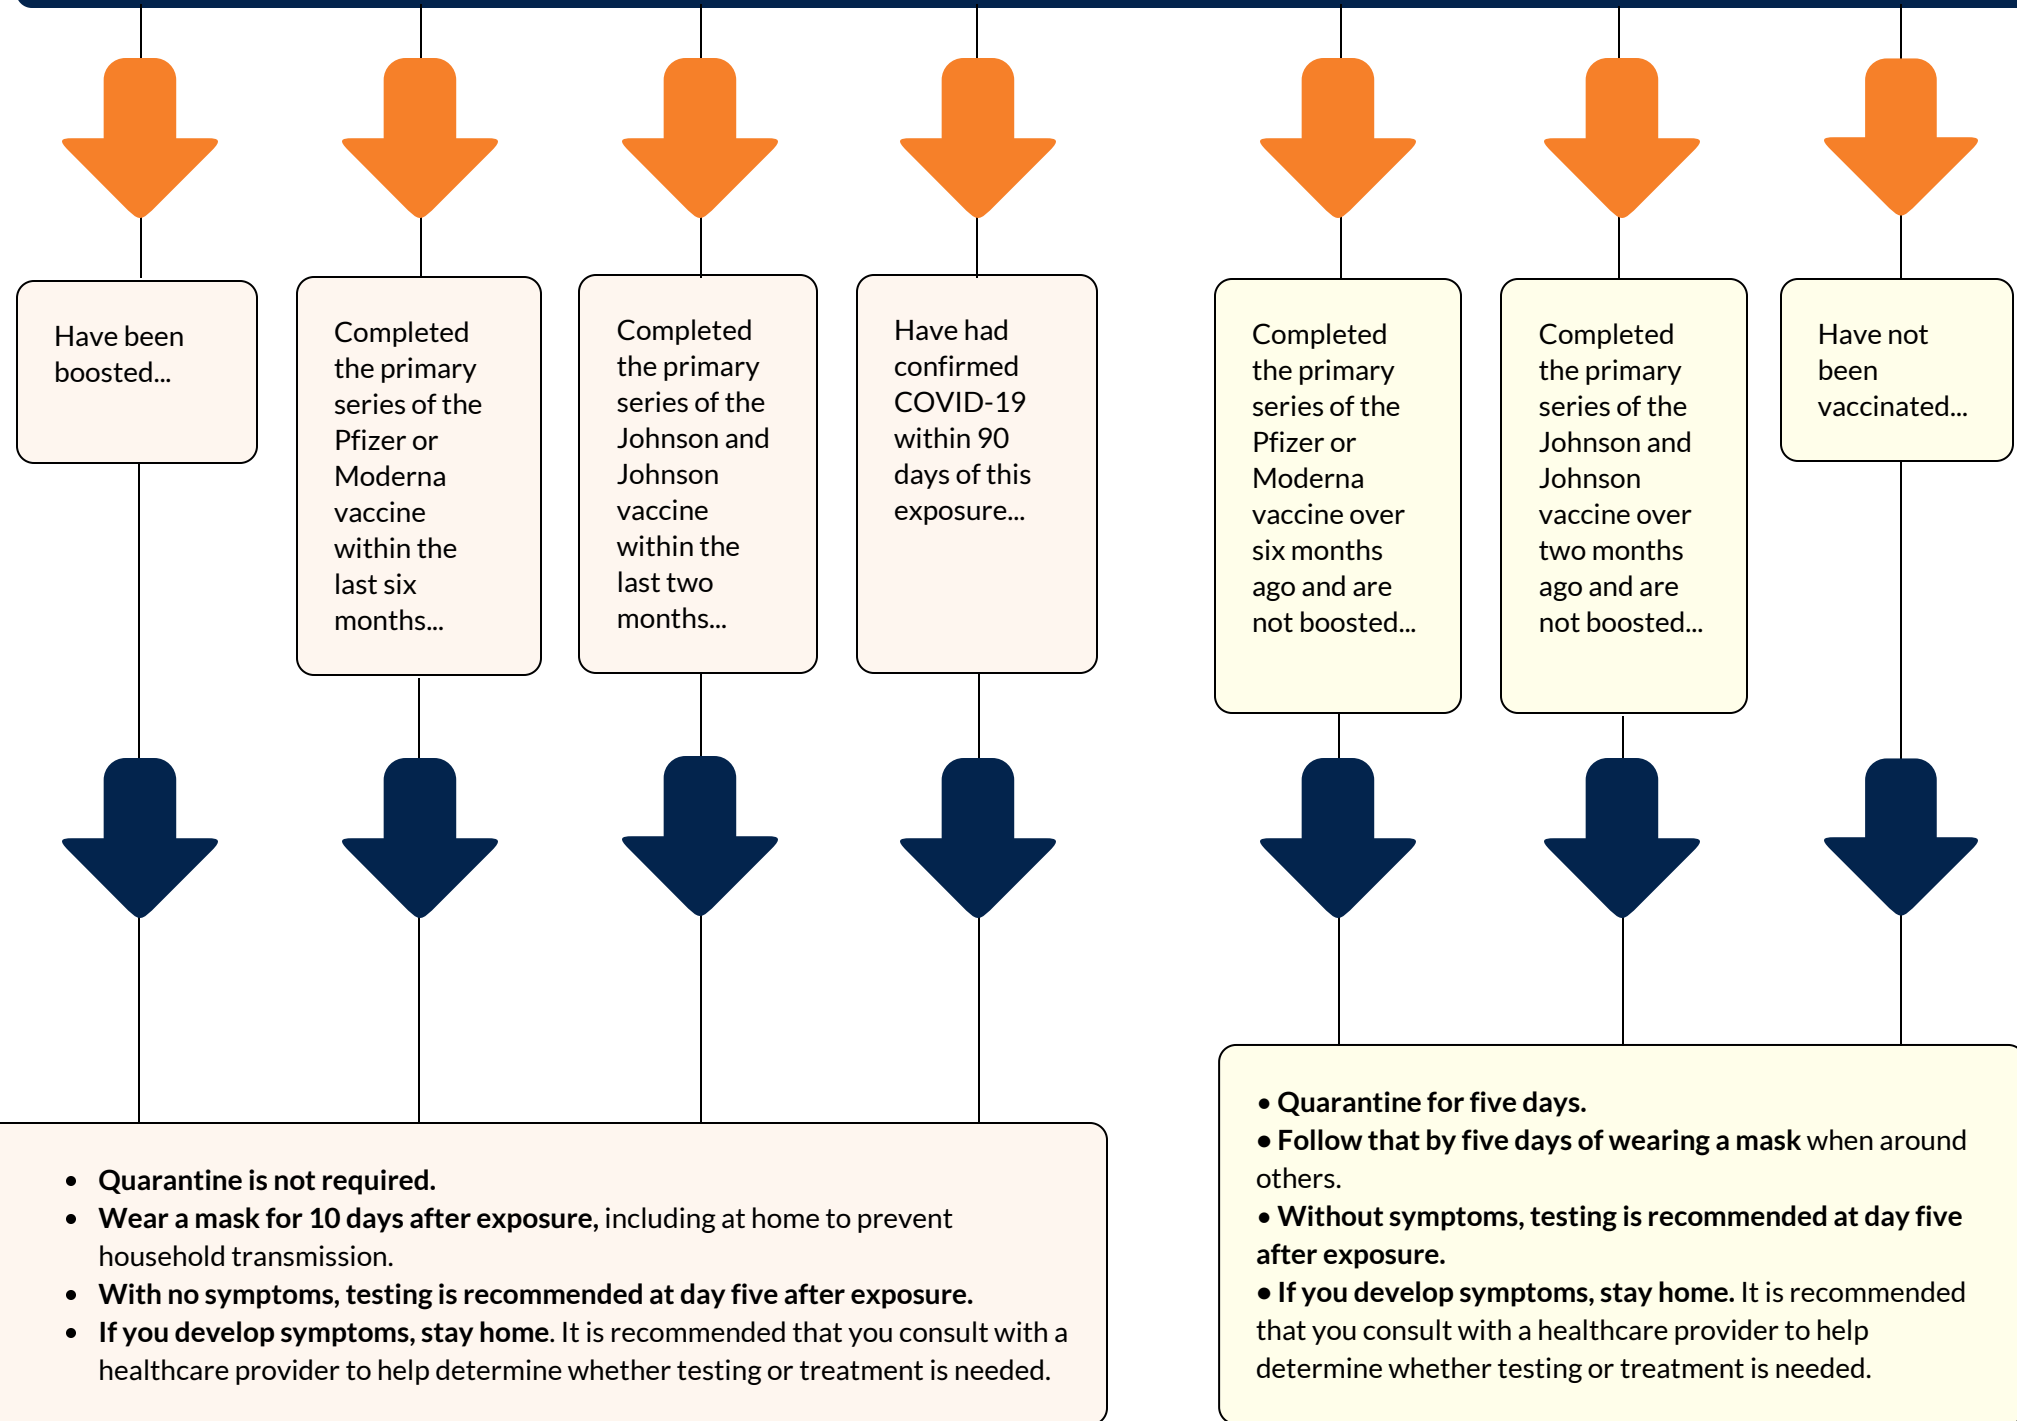 Have been
boosted...
Completed
the primary
series of the
Pfizer or
Moderna
vaccine
within the
last six
months...
Completed
the primary
series of the
Johnson and
Johnson
vaccine
within the
last two
months...
Have had
confirmed
COVID-19
within 90
days of this
exposure...
Completed
the primary
series of the
Pfizer or
Moderna
vaccine over
six months
ago and are
not boosted...
Completed
the primary
series of the
Johnson and
Johnson
vaccine over
two months
ago and are
not boosted...
Have not
been
vaccinated...
• Quarantine is not required.
• Wear a mask for 10 days after exposure, including at home to prevent
household transmission.
• With no symptoms, testing is recommended at day five after exposure.
• If you develop symptoms, stay home. It is recommended that you consult with a
healthcare provider to help determine whether testing or treatment is needed.
• Quarantine for five days.
• Follow that by five days of wearing a mask when around
others.
• Without symptoms, testing is recommended at day five
after exposure.
• If you develop symptoms, stay home. It is recommended
that you consult with a healthcare provider to help
determine whether testing or treatment is needed.